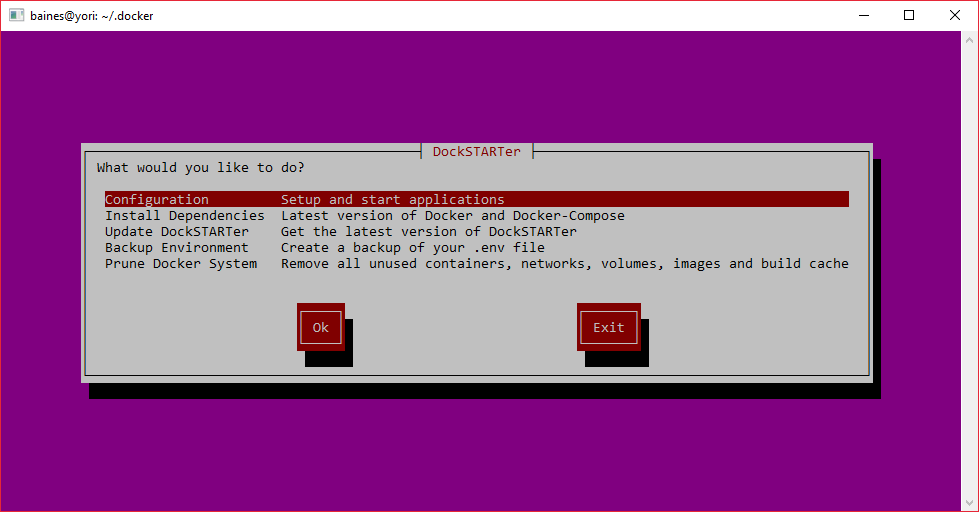 baines@yori: ~/.docker
DockSTARTer
What would you like to do?
Configuration Setup and start applications
Install Dependencies Latest version of Docker and Docker-Compose
Update DockSTARTer Get the latest version of DockSTARTer
Backup Environment Create a backup of your .env file
Prune Docker System Remove all unused containers, networks, volumes, images and build cache
Ok Exit